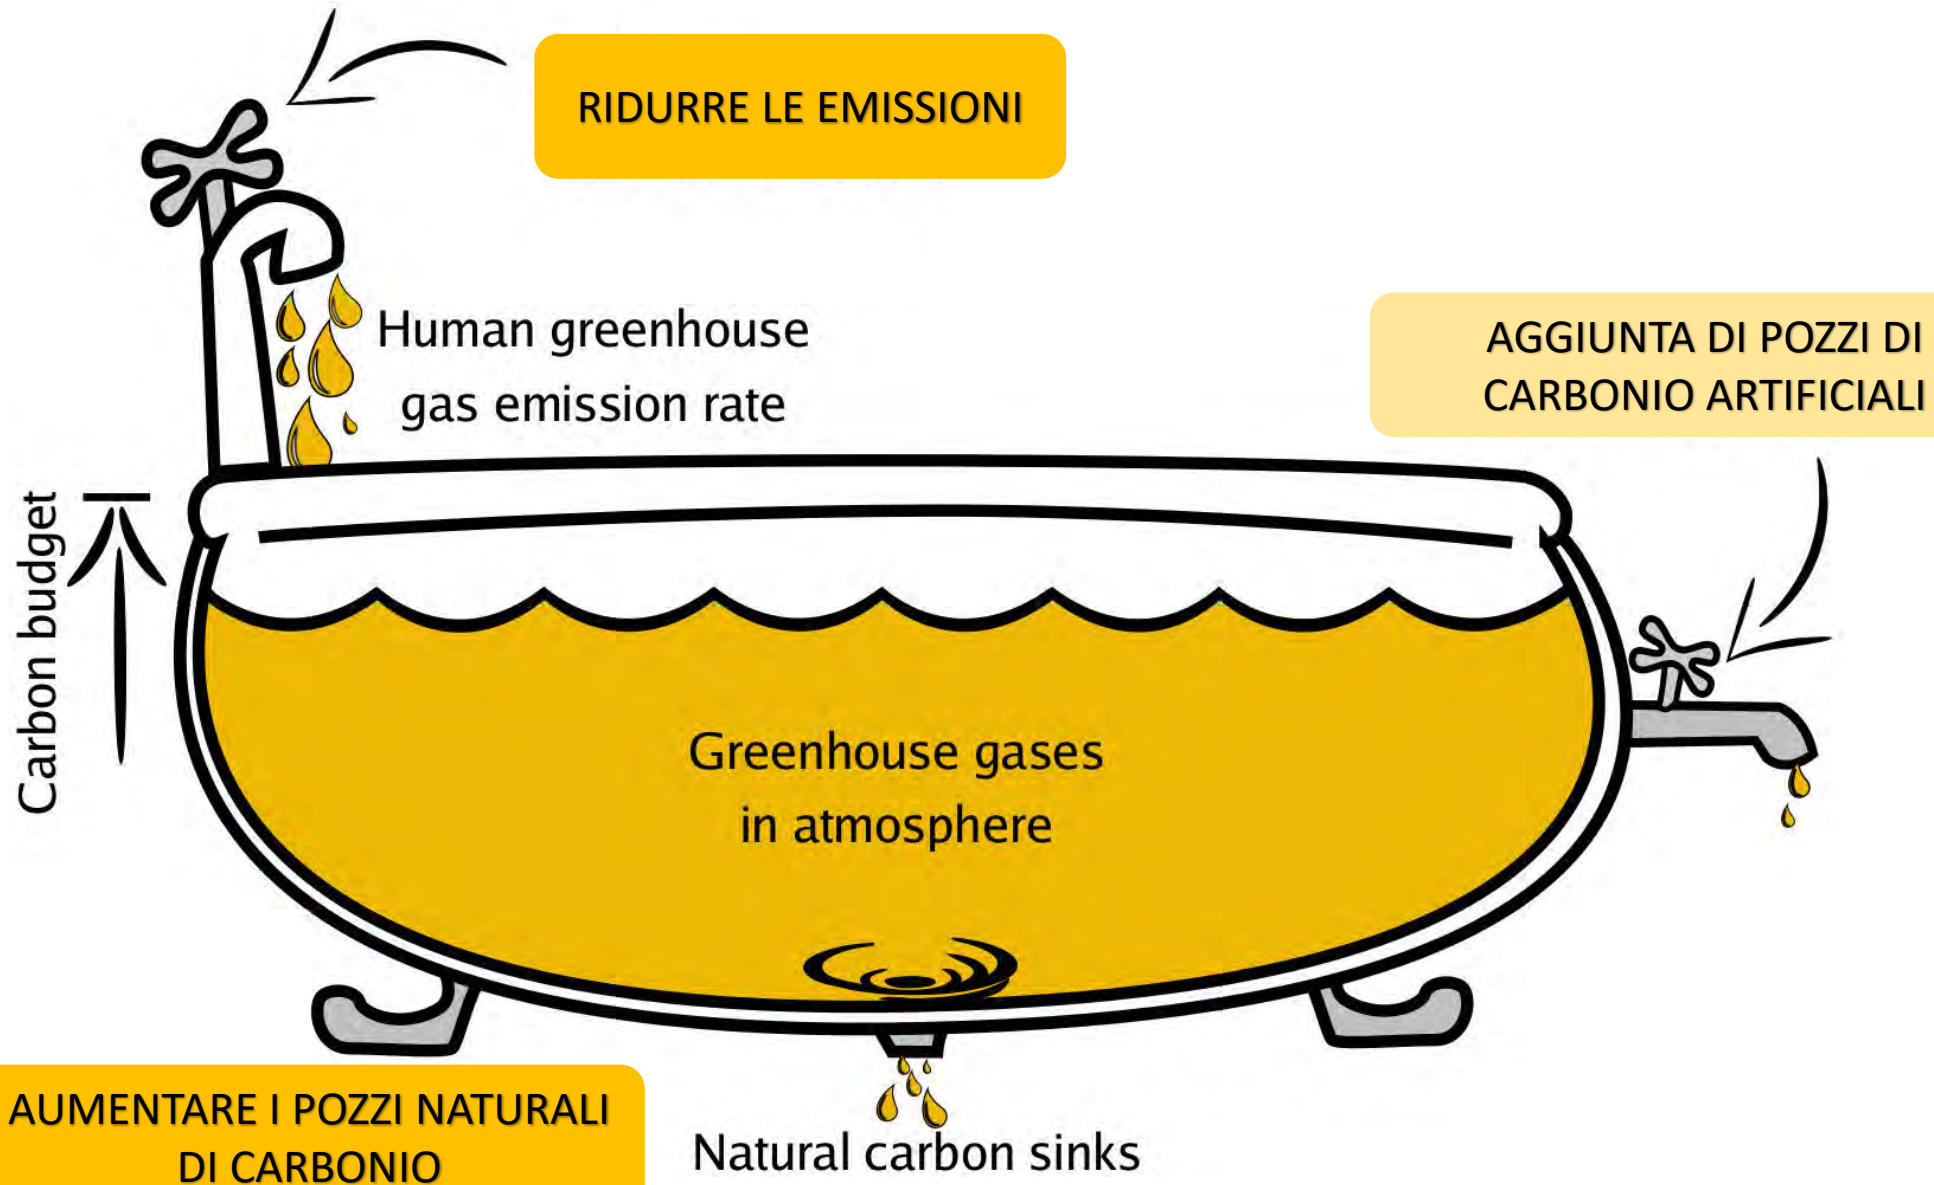 RIDURRE LE EMISSIONI
Human greenhouse
gas emission rate
AGGIUNTA DI POZZI DI
CARBONIO ARTIFICIALI
Carbon budget
Greenhouse gases
in atmosphere
AUMENTARE I POZZI NATURALI
DI CARBONIO
Natural carbon sinks